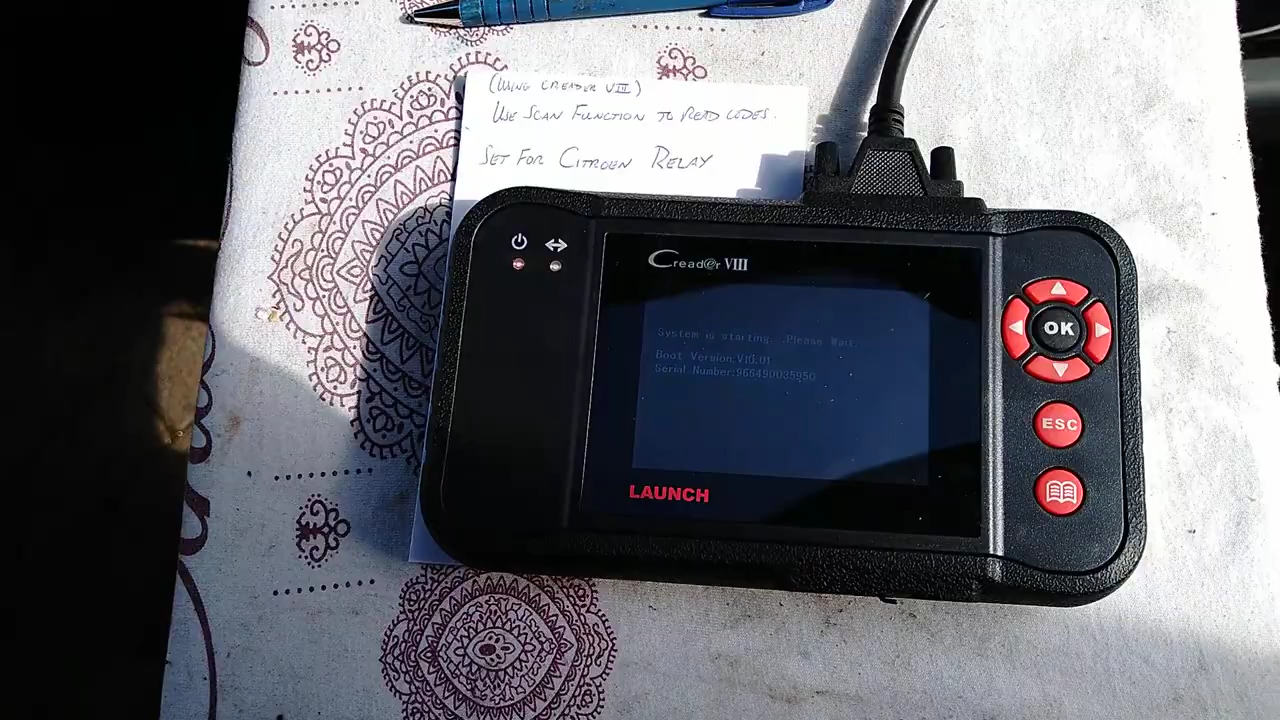 (USING CREADER VIII)
USE SCAN FUNCTION TO READ CODES.
SET FOR CITROEN RELAY
Cread@r VIII
System is starting. Please Wait.
Boot Version:V10.01
Serial Number:966490035950
OK
ESC
LAUNCH